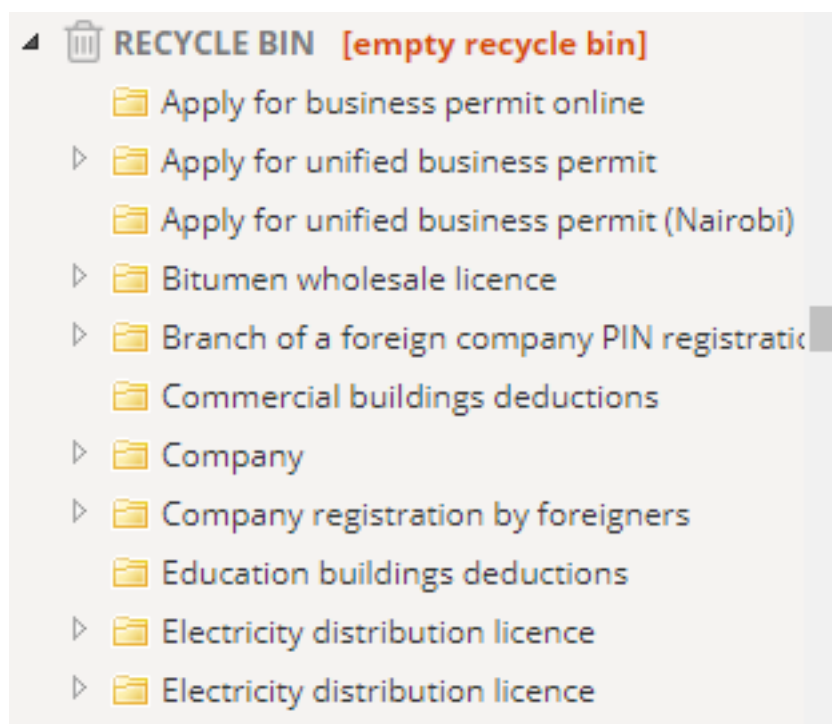 RECYCLE BIN [empty recycle bin]
Apply for business permit online
Apply for unified business permit
Apply for unified business permit (Nairobi)
Bitumen wholesale licence
Branch of a foreign company PIN
Commercial buildings deductions
Company
Company registration by foreigners
Education buildings deductions
Electricity distribution licence
Electricity distribution licence